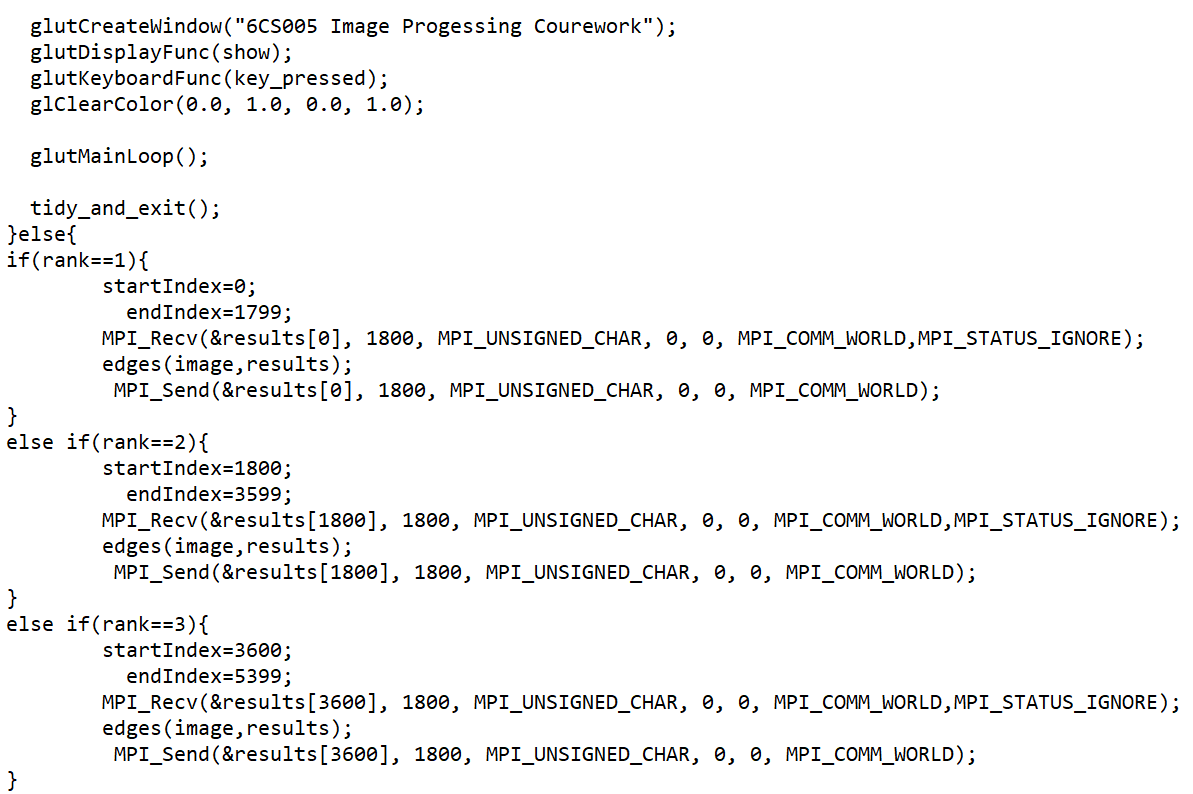 glutCreateWindow("6CS005 Image Progessing Courework");
  glutDisplayFunc(show);
  glutKeyboardFunc(key_pressed);
  glClearColor(0.0, 1.0, 0.0, 1.0);

  glutMainLoop();

  tidy_and_exit();
}else{
if(rank==1){
        startIndex=0;
          endIndex=1799;
        MPI_Recv(&results[0], 1800, MPI_UNSIGNED_CHAR, 0, 0, MPI_COMM_WORLD,MPI_STATUS_IGNORE);
        edges(image,results);
         MPI_Send(&results[0], 1800, MPI_UNSIGNED_CHAR, 0, 0, MPI_COMM_WORLD);
}
else if(rank==2){
        startIndex=1800;
          endIndex=3599;
        MPI_Recv(&results[1800], 1800, MPI_UNSIGNED_CHAR, 0, 0, MPI_COMM_WORLD,MPI_STATUS_IGNORE);
        edges(image,results);
         MPI_Send(&results[1800], 1800, MPI_UNSIGNED_CHAR, 0, 0, MPI_COMM_WORLD);
}
else if(rank==3){
        startIndex=3600;
          endIndex=5399;
        MPI_Recv(&results[3600], 1800, MPI_UNSIGNED_CHAR, 0, 0, MPI_COMM_WORLD,MPI_STATUS_IGNORE);
        edges(image,results);
         MPI_Send(&results[3600], 1800, MPI_UNSIGNED_CHAR, 0, 0, MPI_COMM_WORLD);
}